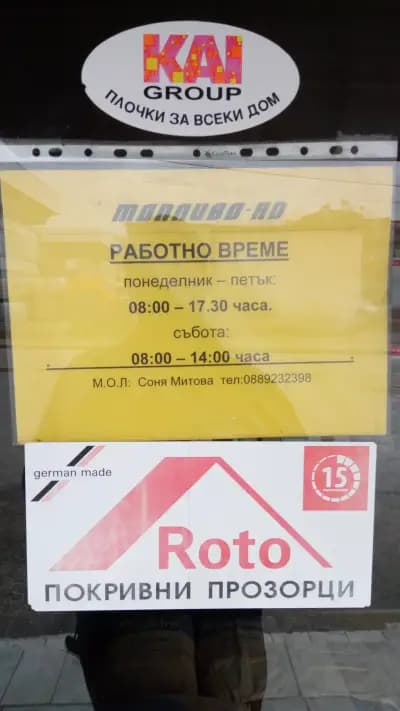 KAI
GROUP
ПЛОЧКИ ЗА ВСЕКИ ДОМ
РАБОТНО ВРЕМЕ
понеделник – петък:
08:00 – 17.30 часа.
събота:
08:00 – 14:00 часа
М.О.Л: Соня Митова тел:0889232398
german made
15
Roto
ПОКРИВНИ ПРОЗОРЦИ